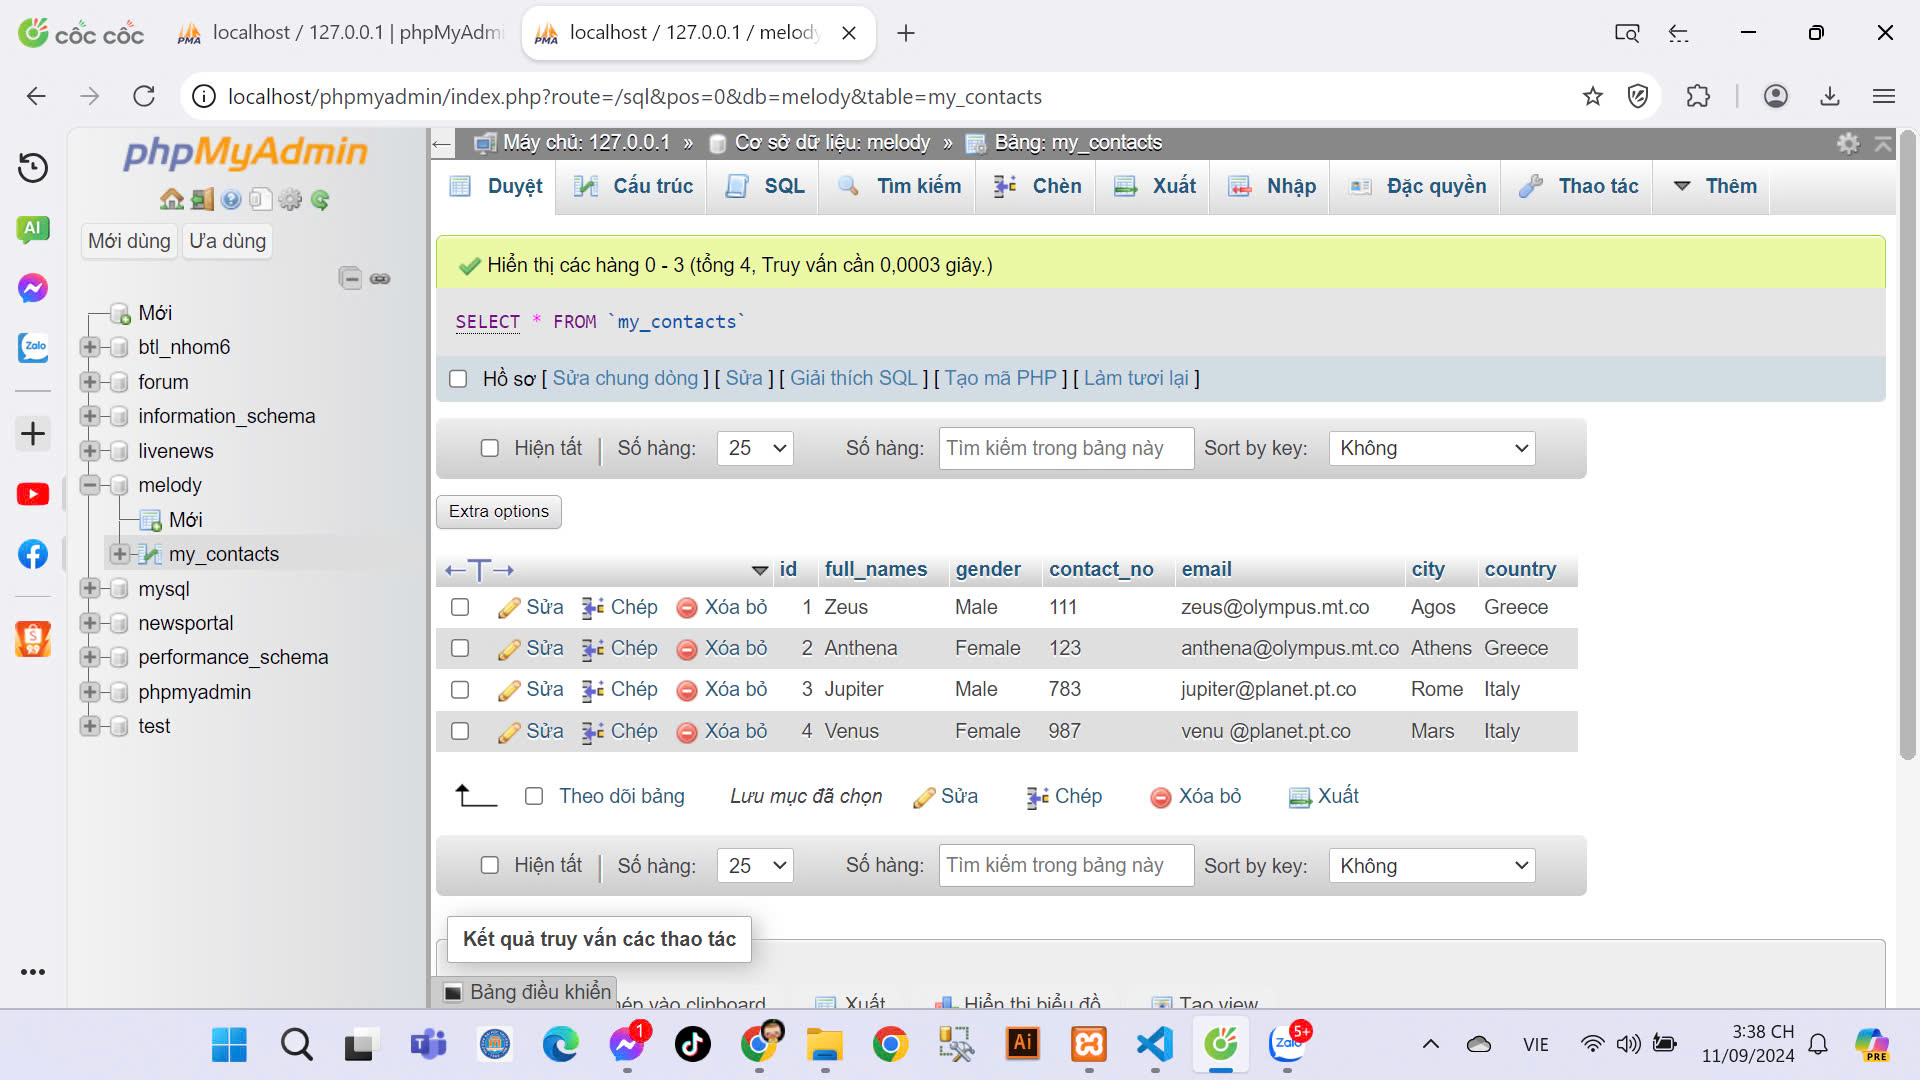 cốc cốc
localhost / 127.0.0.1 | phpMyAdmi
localhost / 127.0.0.1 / melody
localhost/phpmyadmin/index.php?route=/sql&pos=0&db=melody&table=my_contacts
AI
Zalo
phpMyAdmin
Mới dùng
Ưa dùng
Mới
btl_nhom6
forum
information_schema
livenews
melody
Mới
my_contacts
mysql
newsportal
performance_schema
phpmyadmin
test
Máy chủ: 127.0.0.1 » Cơ sở dữ liệu: melody » Bảng: my_contacts
Duyệt Cấu trúc SQL Tìm kiếm Chèn Xuất Nhập Đặc quyền Thao tác Thêm
Hiển thị các hàng 0 - 3 (tổng 4, Truy vấn cần 0,0003 giây.)
SELECT * FROM `my_contacts`
Hồ sơ [ Sửa chung dòng ] [ Sửa ] [ Giải thích SQL ] [ Tạo mã PHP ] [ Làm tươi lại ]
Hiện tất Số hàng: 25 Số hàng: Tìm kiếm trong bảng này Sort by key: Không
Extra options
←T→ id full_names gender contact_no email city country
Sửa Chép Xóa bỏ 1 Zeus Male 111 zeus@olympus.mt.co Agos Greece
Sửa Chép Xóa bỏ 2 Anthena Female 123 anthena@olympus.mt.co Athens Greece
Sửa Chép Xóa bỏ 3 Jupiter Male 783 jupiter@planet.pt.co Rome Italy
Sửa Chép Xóa bỏ 4 Venus Female 987 venu @planet.pt.co Mars Italy
Theo dõi bảng Lưu mục đã chọn Sửa Chép Xóa bỏ Xuất
Hiện tất Số hàng: 25 Số hàng: Tìm kiếm trong bảng này Sort by key: Không
Kết quả truy vấn các thao tác
Bảng điều khiển
hép vào clipboard Xuất Hiển thị biểu đồ Tạo view
1
Ai
Zalo
5+
VIE
3:38 CH
11/09/2024
PRE